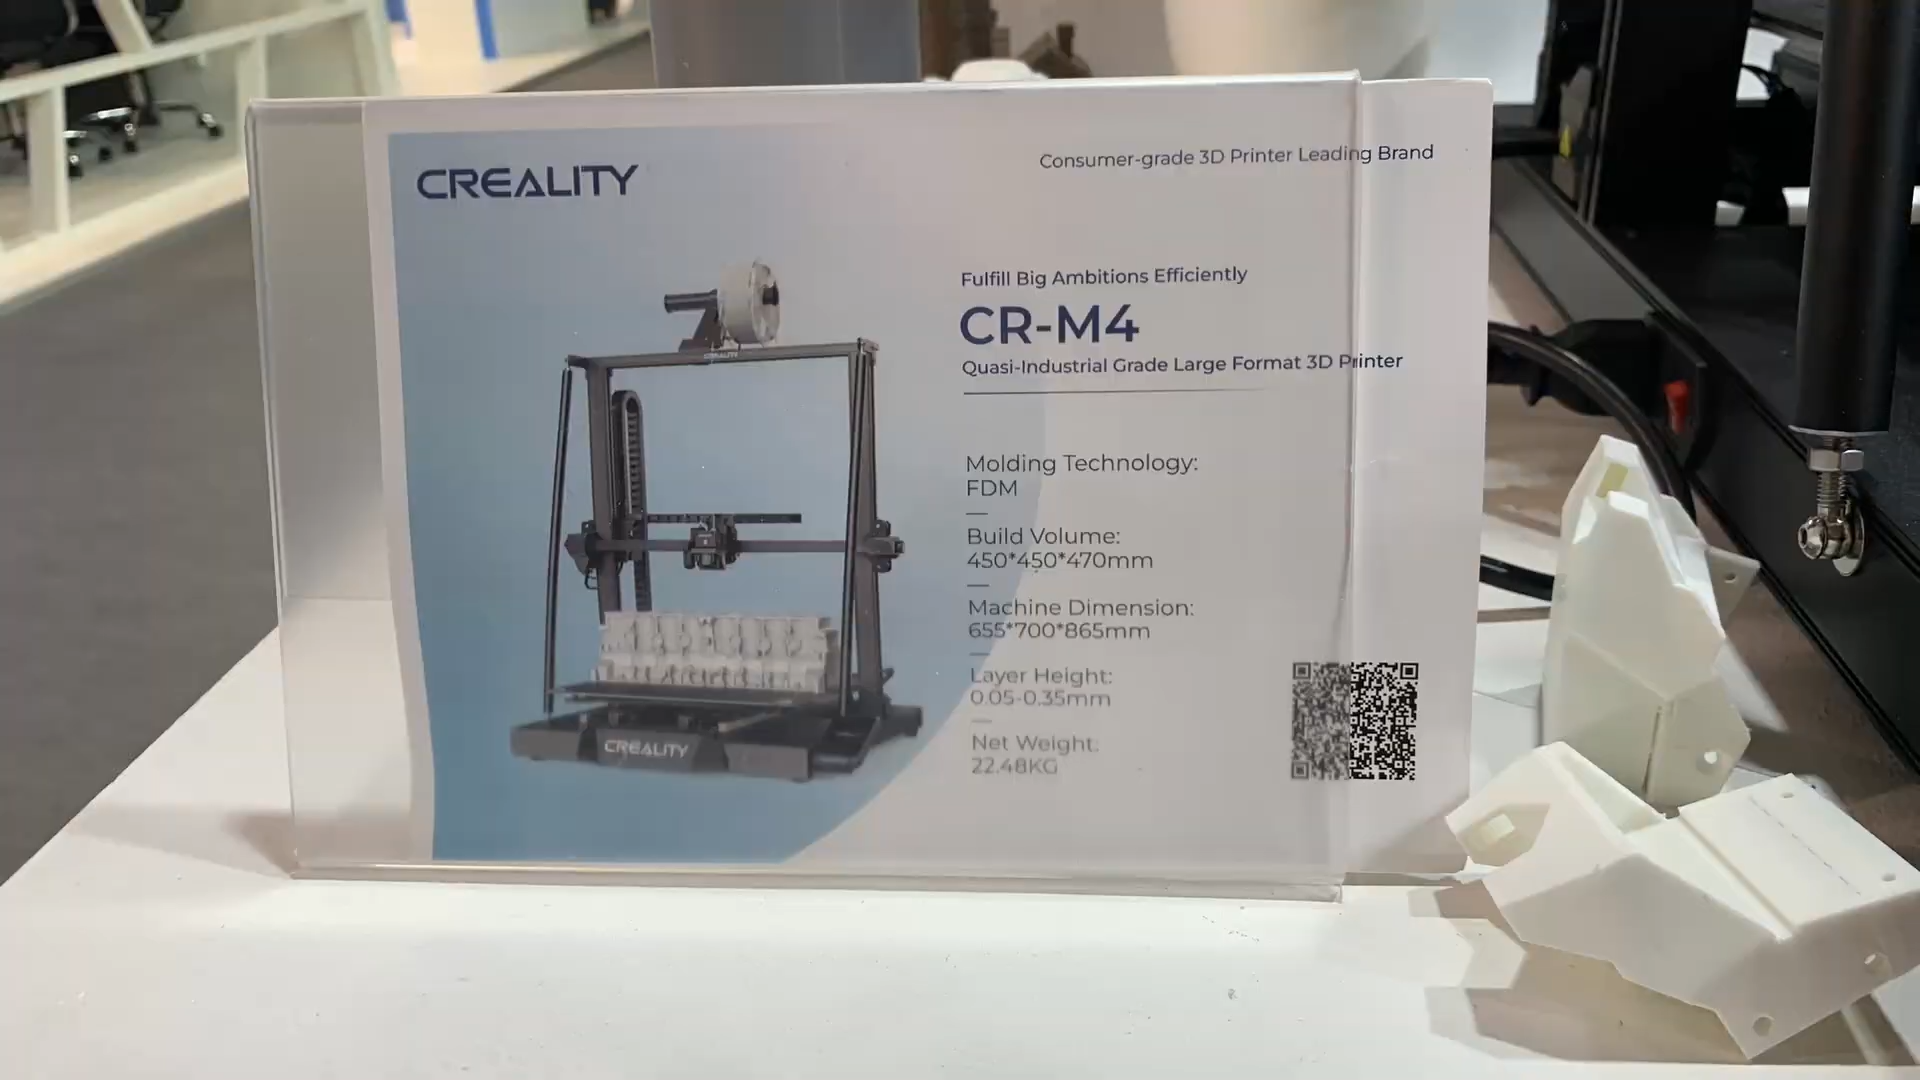 CREALITY
Consumer-grade 3D Printer Leading Brand
Fulfill Big Ambitions Efficiently
CR-M4
Quasi-Industrial Grade Large Format 3D Printer
Molding Technology:
FDM
Build Volume:
450*450*470mm
Machine Dimension:
655*700*865mm
Layer Height:
0.05-0.35mm
Net Weight:
22.48KG
CREALITY
CREALITY